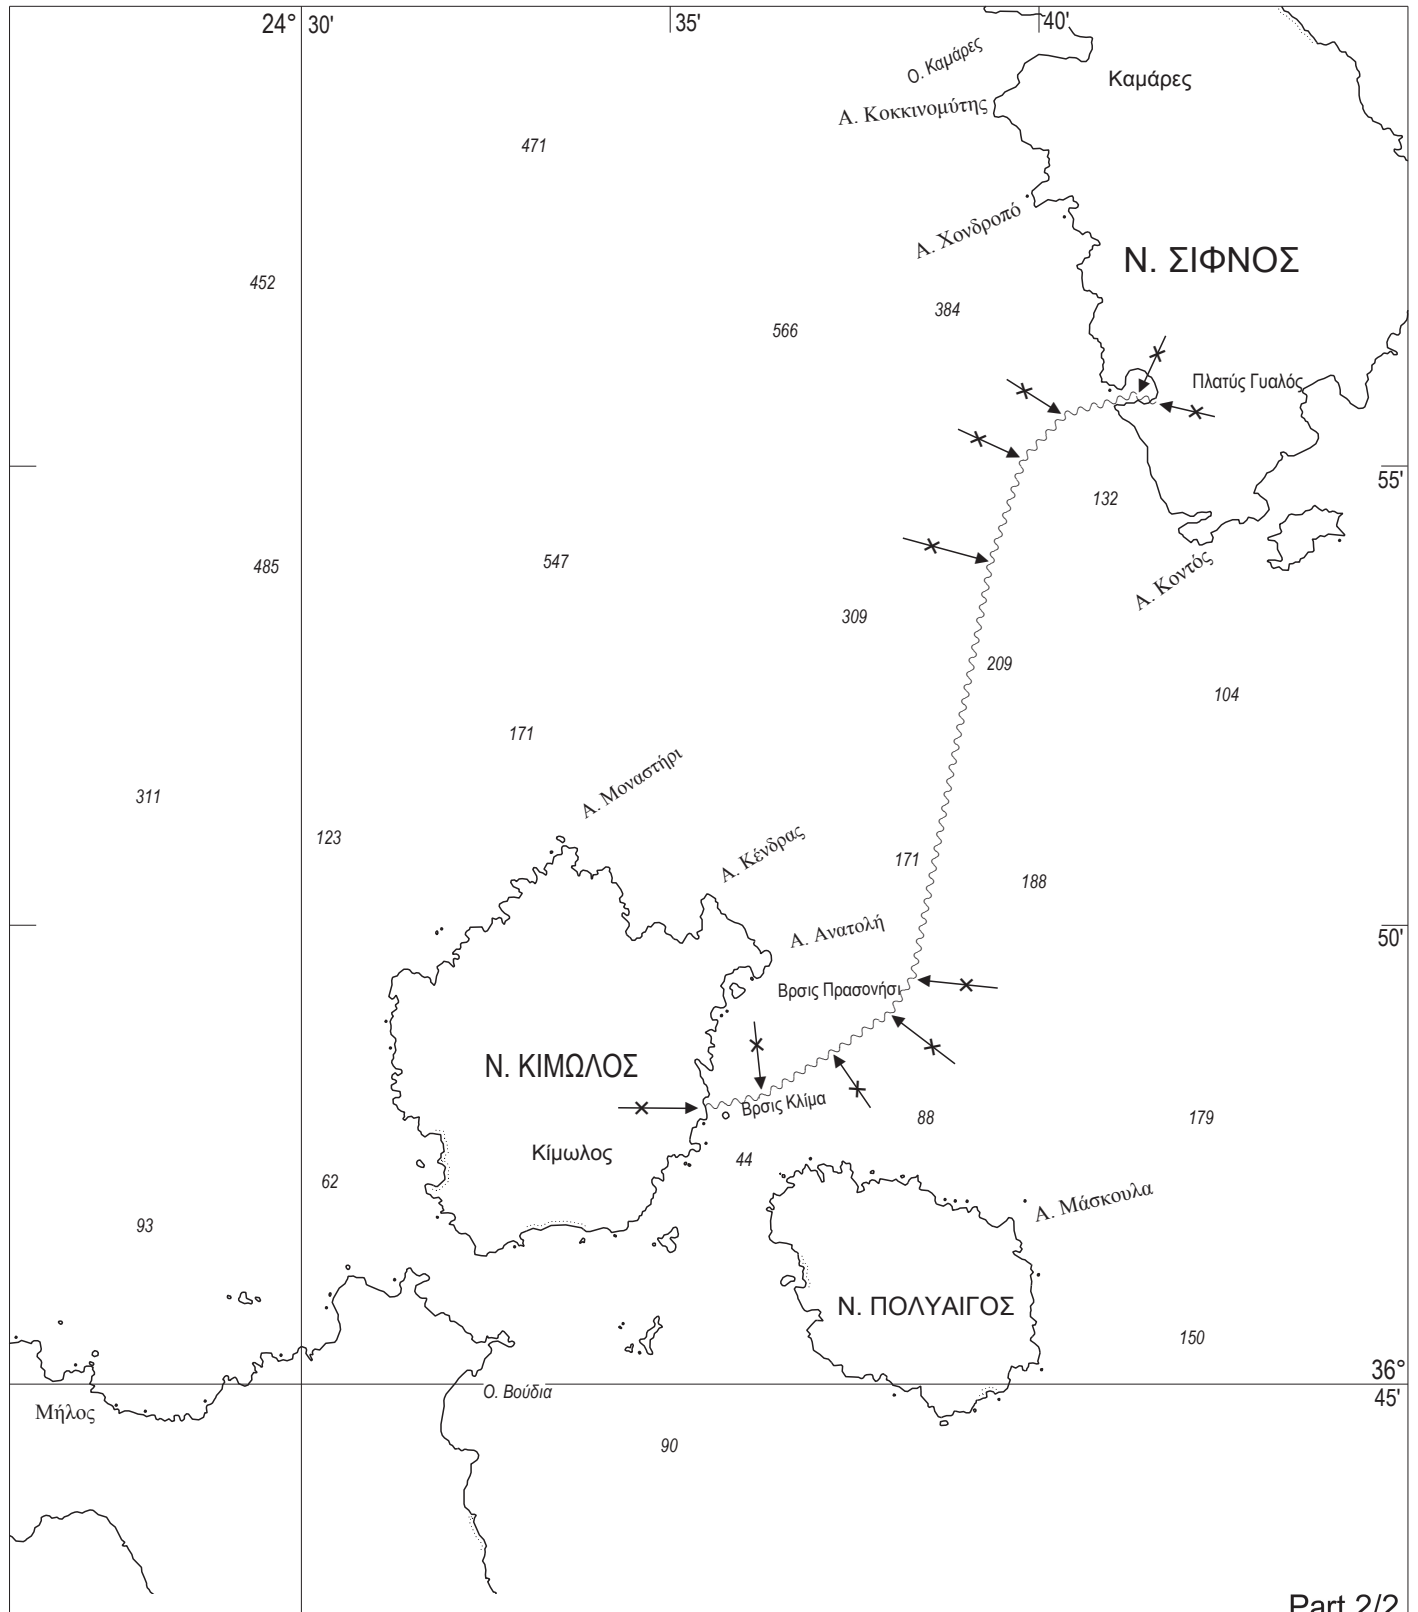 24° 30' 35' 40'
Ο. Καμάρες
Καμάρες
Α. Κοκκινομύτης
471
Α. Χονδροπό
Ν. ΣΙΦΝΟΣ
452
384
566
Πλατύς Γυαλός
55'
132
547
485
Α. Κοντός
309
209
104
171
Α. Μοναστήρι
311
123
Α. Κένδρας
171
188
Α. Ανατολή
50'
Βρσις Πρασονήσι
Ν. ΚΙΜΩΛΟΣ
Βρσις Κλίμα
88
179
Κίμωλος
44
62
Α. Μάσκουλα
93
Ν. ΠΟΛΥΑΙΓΟΣ
150
36°
45'
Ο. Βούδια
Μήλος
90
Part 2/2